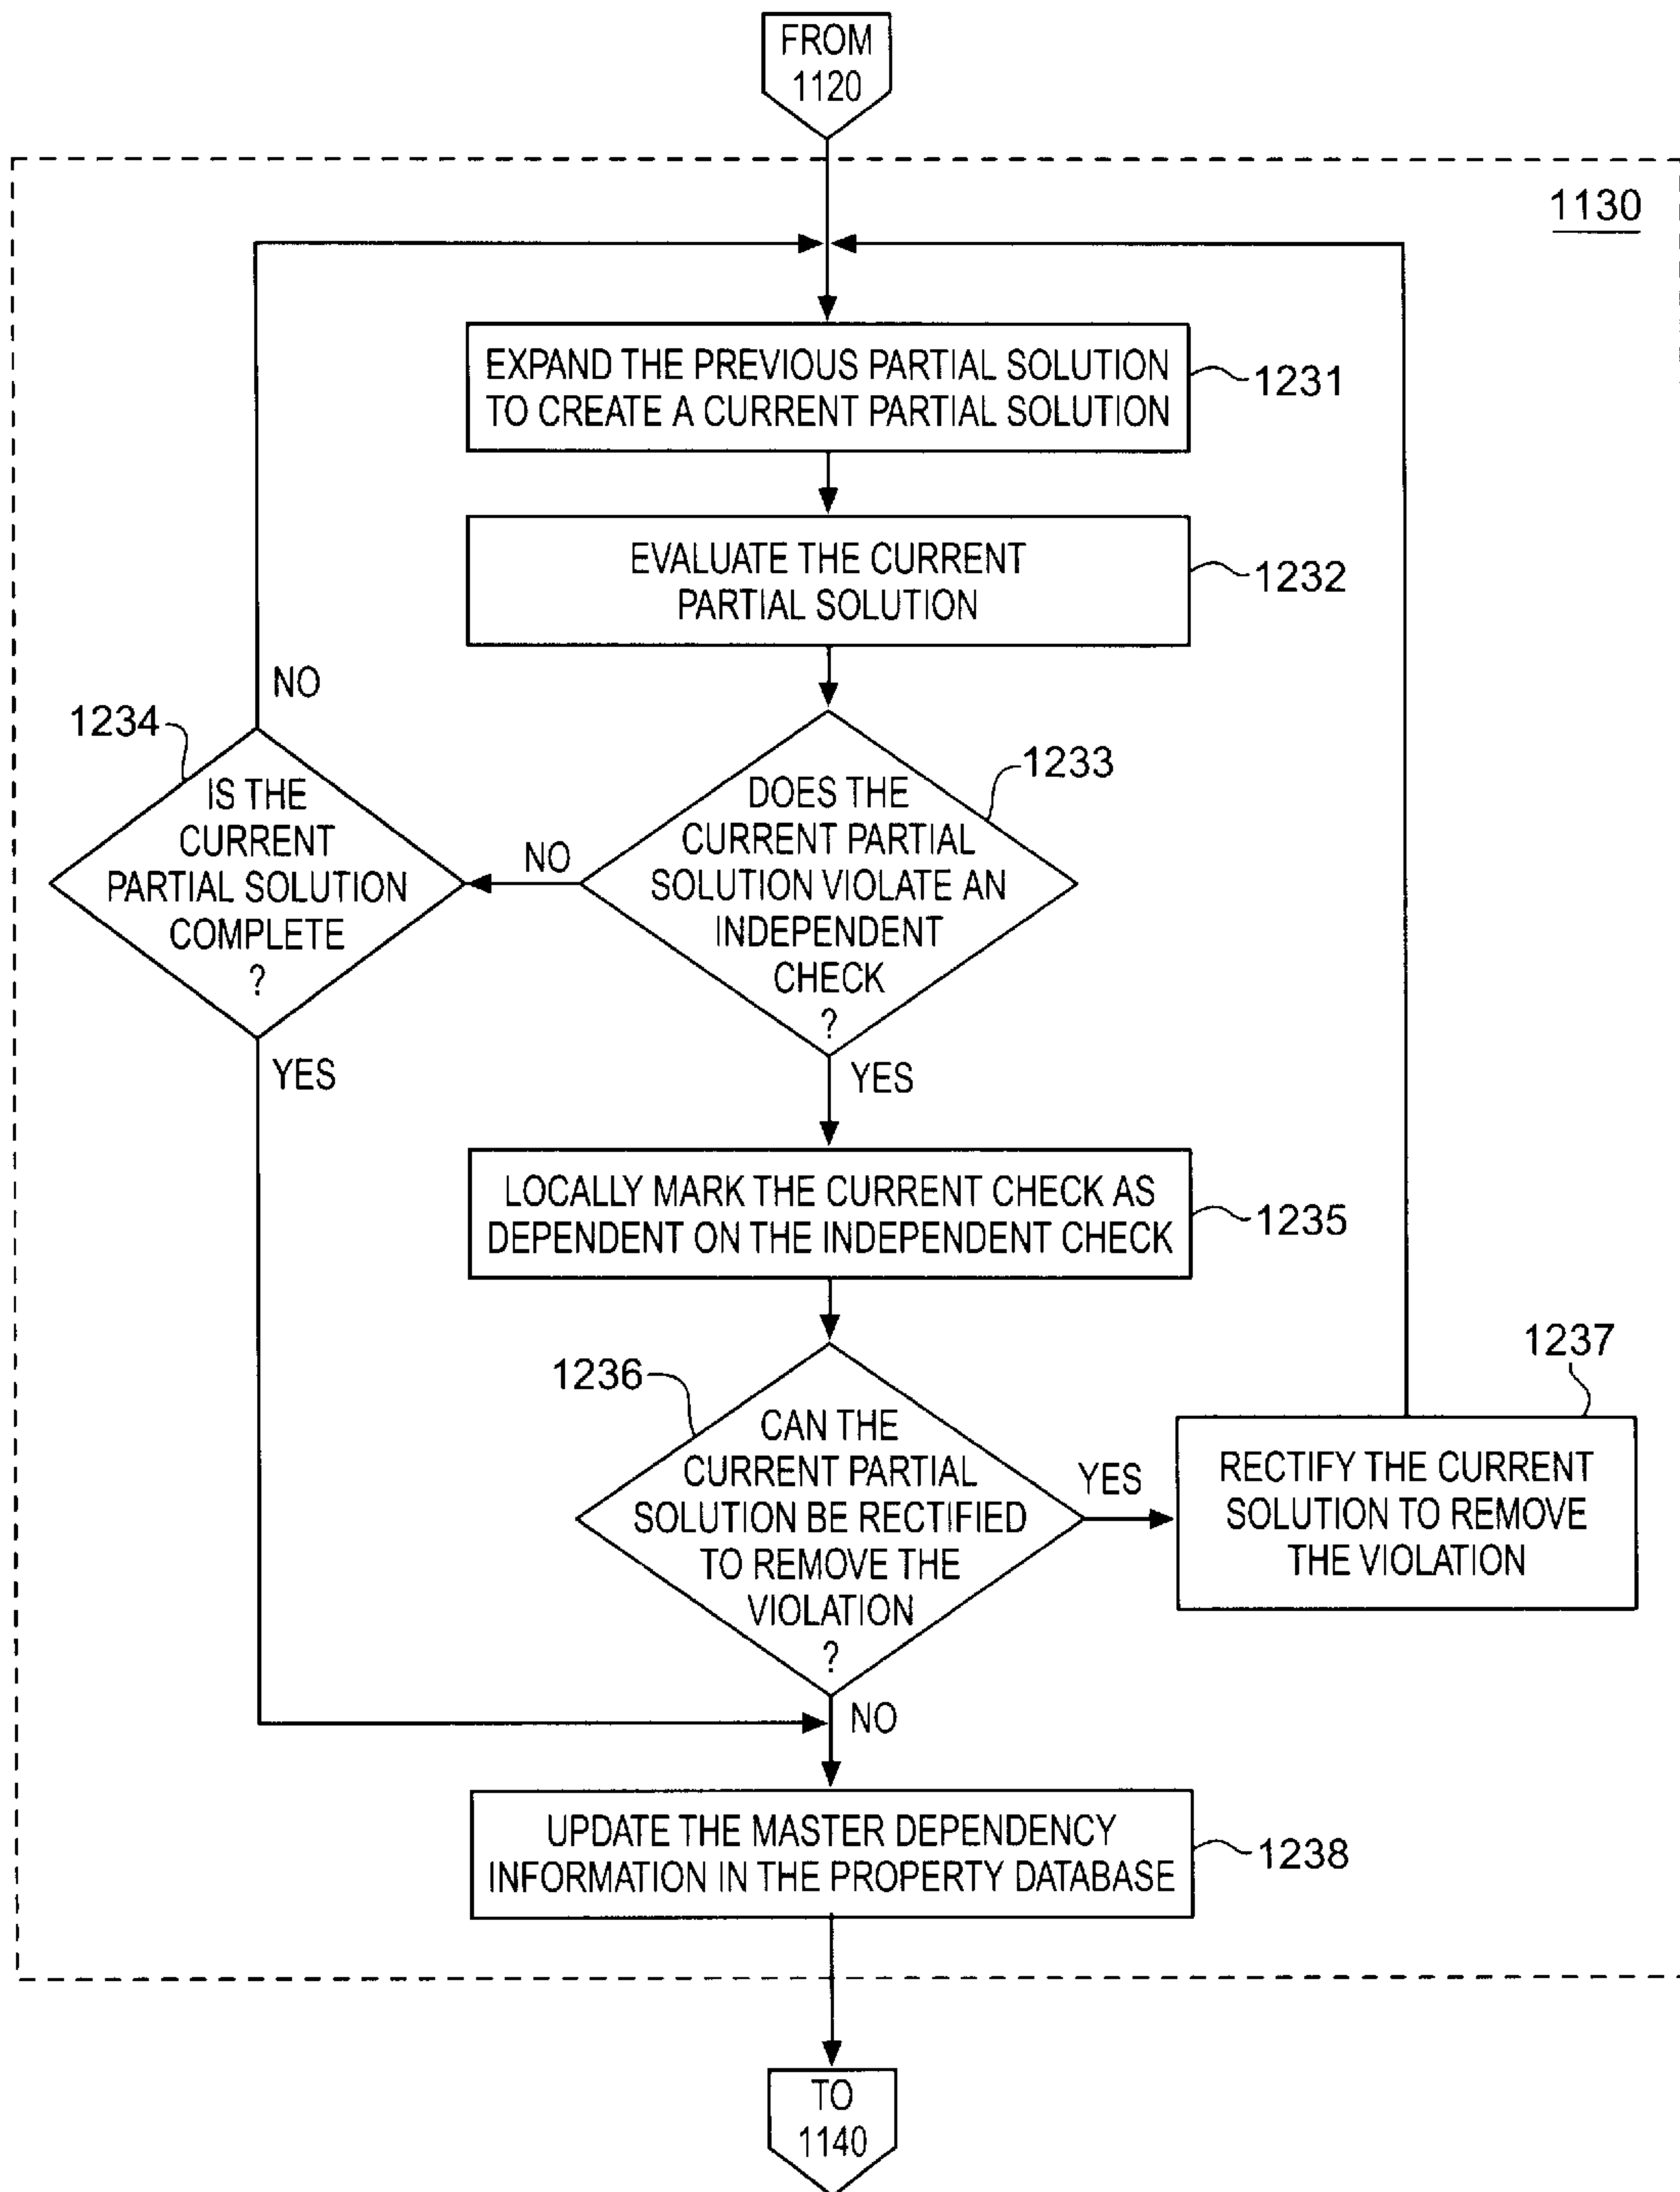 FROM
1120
1130
EXPAND THE PREVIOUS PARTIAL SOLUTION
TO CREATE A CURRENT PARTIAL SOLUTION
1231
EVALUATE THE CURRENT
PARTIAL SOLUTION
1232
NO
1234
IS THE
CURRENT
PARTIAL SOLUTION
COMPLETE
?
NO
1233
DOES THE
CURRENT PARTIAL
SOLUTION VIOLATE AN
INDEPENDENT
CHECK
?
YES
YES
LOCALLY MARK THE CURRENT CHECK AS
DEPENDENT ON THE INDEPENDENT CHECK
1235
1236
CAN THE
CURRENT PARTIAL
SOLUTION BE RECTIFIED
TO REMOVE THE
VIOLATION
?
YES
1237
RECTIFY THE CURRENT
SOLUTION TO REMOVE
THE VIOLATION
NO
UPDATE THE MASTER DEPENDENCY
INFORMATION IN THE PROPERTY DATABASE
1238
TO
1140